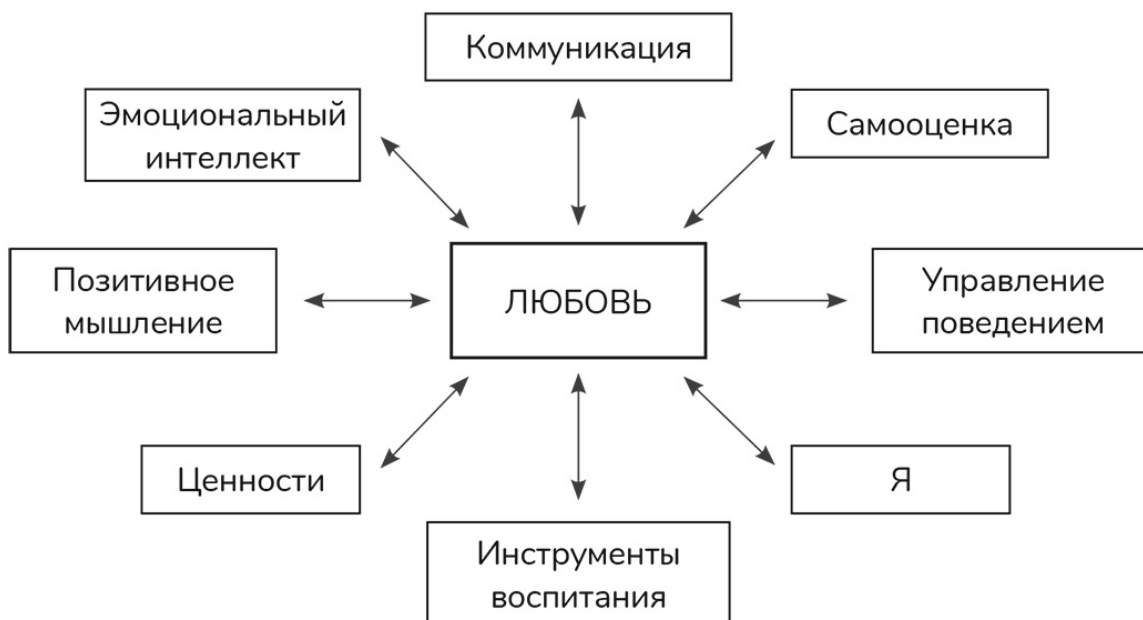 Коммуникация
Эмоциональный
интеллект
Самооценка
Позитивное
мышление
ЛЮБОВЬ
Управление
поведением
Ценности
Я
Инструменты
воспитания